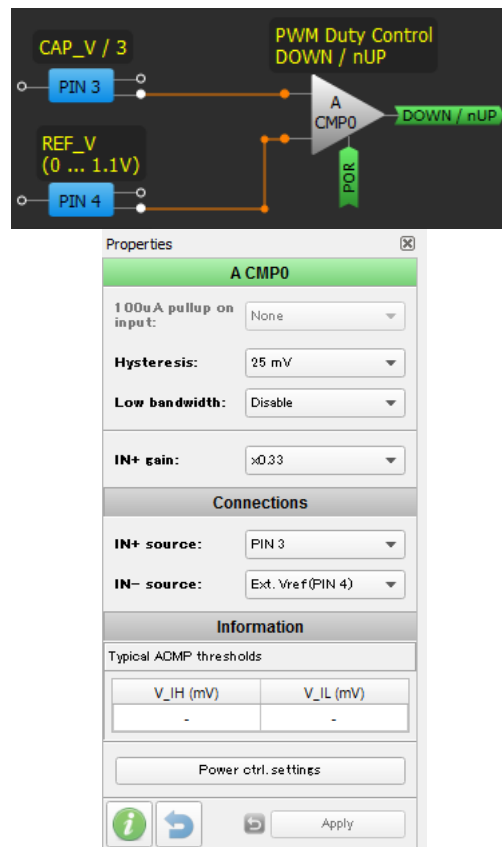 CAP_V / 3
PWM Duty Control
DOWN / nUP
PIN 3
A
CMP0
DOWN / nUP
REF_V
(0 ... 1.1V)
POR
PIN 4
Properties
A CMP0
100uA pullup on
input:
None
Hysteresis:
25 mV
Low bandwidth:
Disable
IN+ gain:
x0.33
Connections
IN+ source:
PIN 3
IN- source:
Ext. Vref(PIN 4)
Information
Typical ACMP thresholds
V_IH (mV)
V_IL (mV)
-
-
Power ctrl. settings
Apply